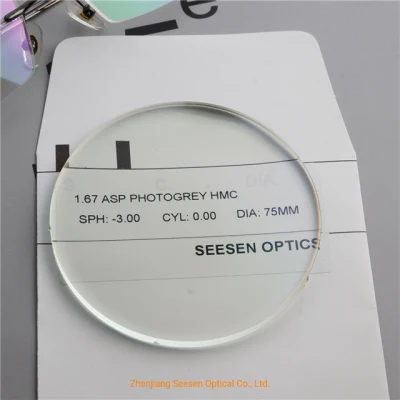 1.67 ASP PHOTOGREY HMC
SPH: -3.00 CYL: 0.00 DIA: 75MM
SEESEN OPTICS
Zhenjiang Seesen Optical Co., Ltd.